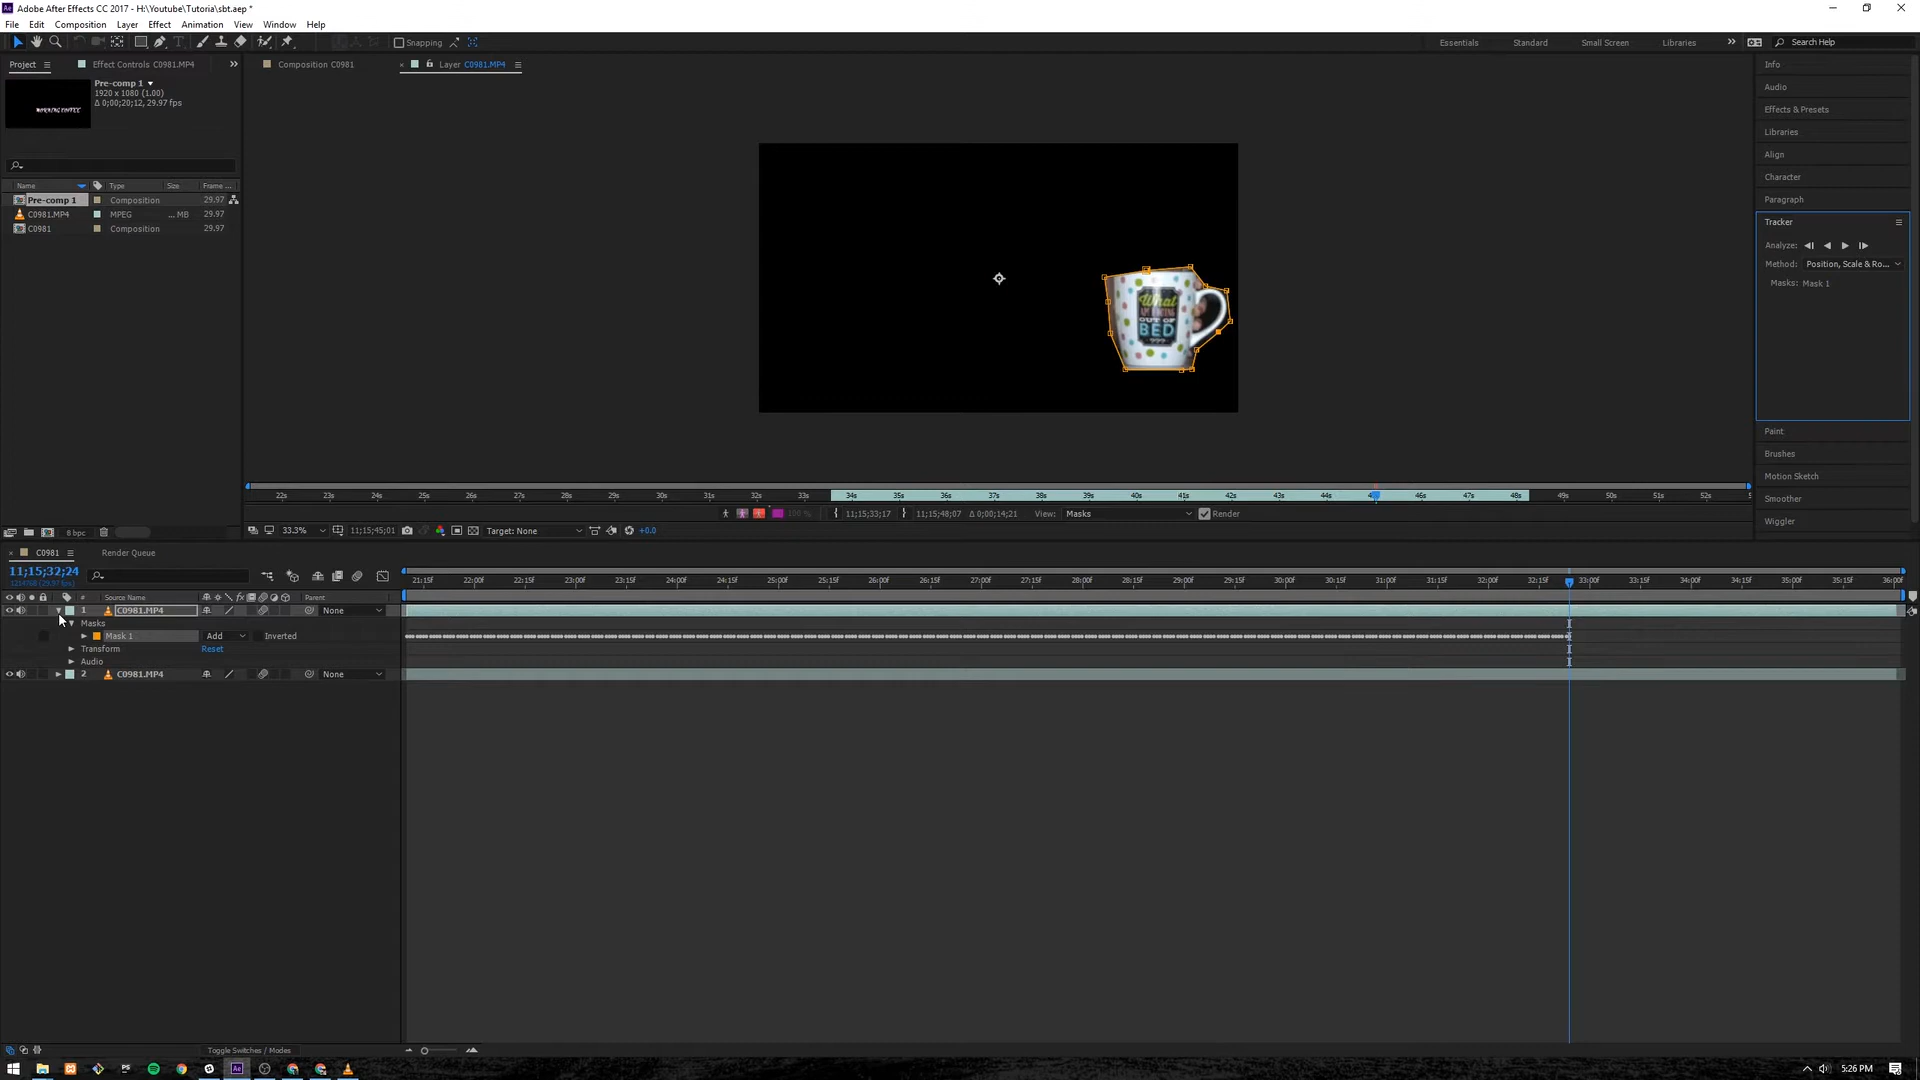 Adobe After Effects CC 2017 - H:\Youtube\Tutoria\sbt.aep *
File Edit Composition Layer Effect Animation View Window Help
Snapping
Essentials Standard Small Screen Libraries Search Help
Project Effect Controls C0981.MP4
Composition C0981
Layer C0981.MP4
Pre-comp 1
1920 x 1080 (1.00)
Δ 0;00;20;12, 29.97 fps
MORNING COFFEE
Name Type Size Frame ...
Pre-comp 1 Composition 29.97
C0981.MP4 MPEG ... MB 29.97
C0981 Composition 29.97
8 bpc
What
OUT OF
BED
Info
Audio
Effects & Presets
Libraries
Align
Character
Paragraph
Tracker
Analyze:
Method: Position, Scale & Ro...
Masks: Mask 1
Paint
Brushes
Motion Sketch
Smoother
Wiggler
22s 23s 24s 25s 26s 27s 28s 29s 30s 31s 32s 33s 34s 35s 36s 37s 38s 39s 40s 41s 42s 43s 44s 46s 47s 48s 49s 50s 51s 52s
100 % 11;15;33;17 11;15;48;07 Δ 0;00;14;21 View: Masks Render
33.3% 11;15;45;01 Target: None +0.0
C0981 Render Queue
11;15;32;24
21:15f 22:00f 22:15f 23:00f 23:15f 24:00f 24:15f 25:00f 25:15f 26:00f 26:15f 27:00f 27:15f 28:00f 28:15f 29:00f 29:15f 30:00f 30:15f 31:00f 31:15f 32:00f 32:15f 33:00f 33:15f 34:00f 34:15f 35:00f 35:15f 36:00f
# Source Name Parent
1 C0981.MP4 None
Masks
Mask 1 Add Inverted
Transform Reset
Audio
2 C0981.MP4 None
Toggle Switches / Modes
5:26 PM